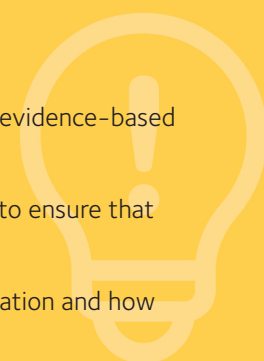 evidence-based
to ensure that
ation and how